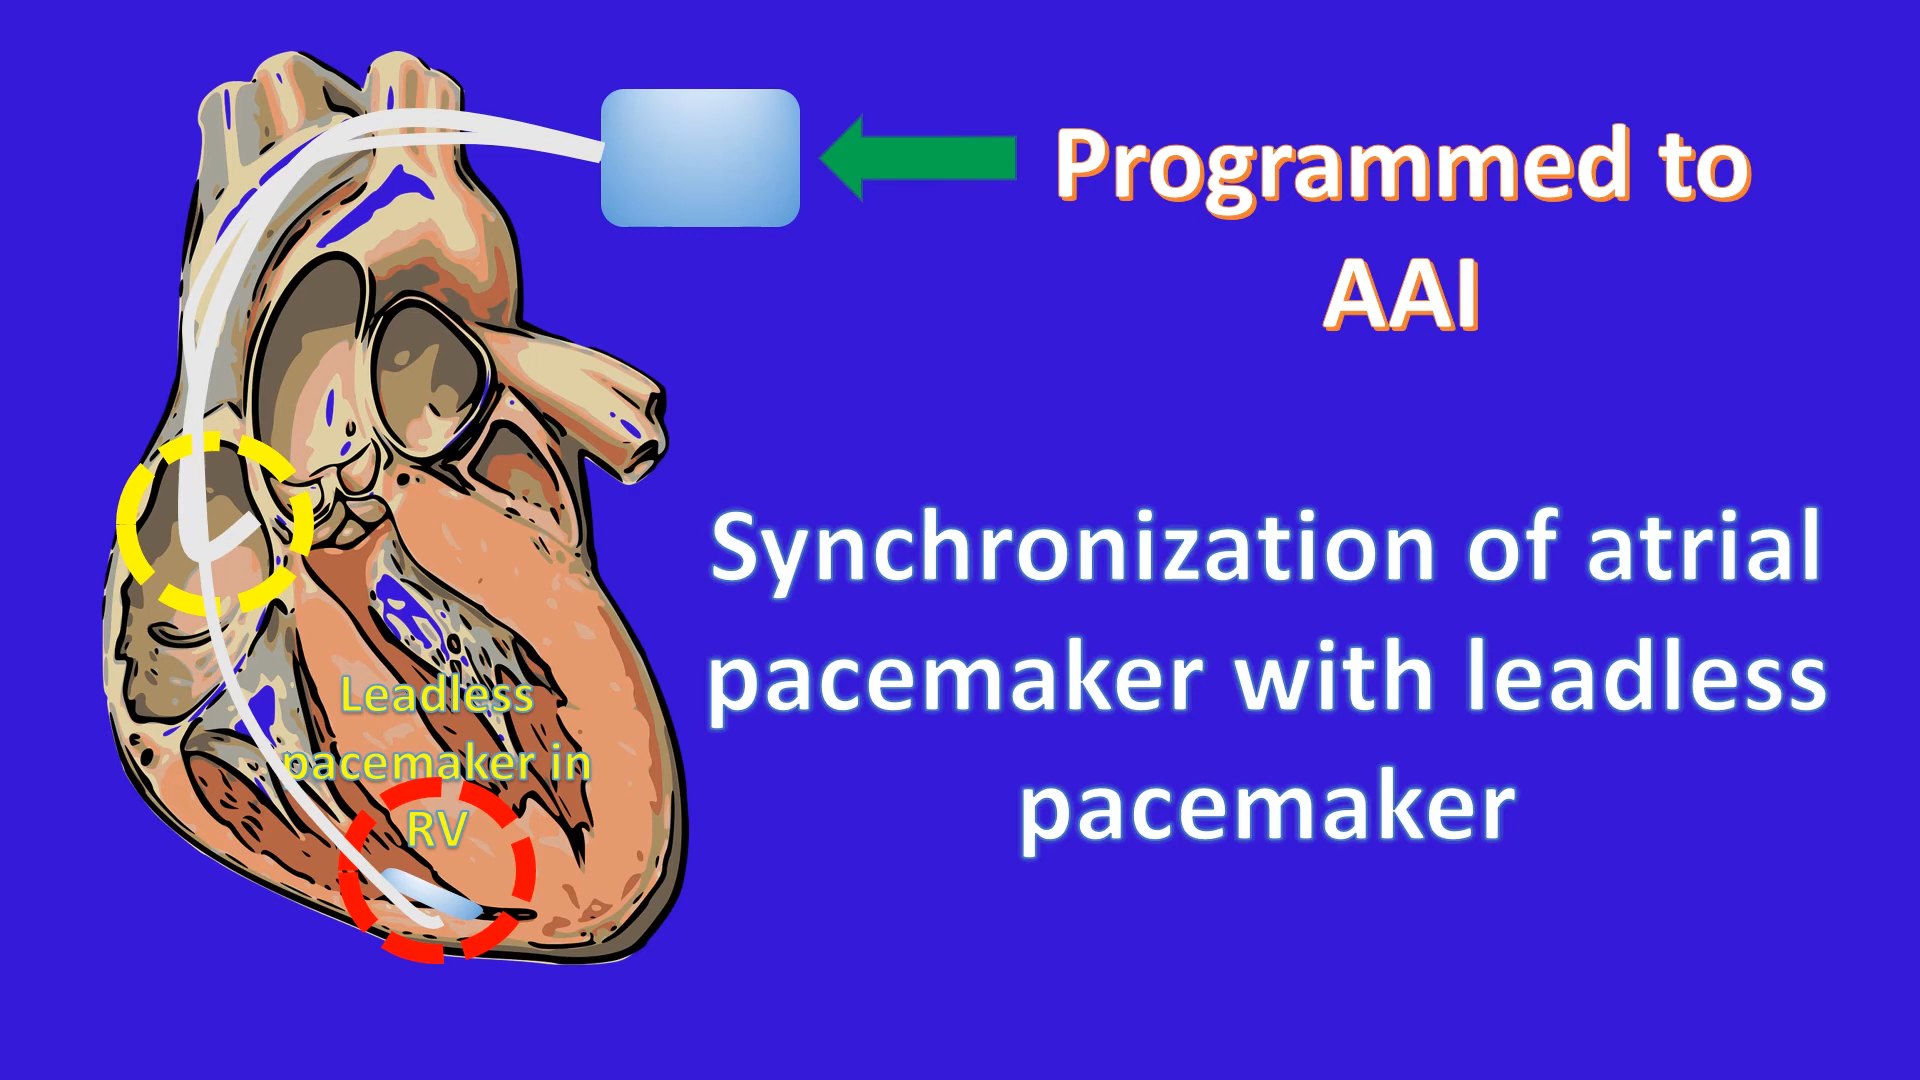 Programmed to
AAI
Synchronization of atrial
pacemaker with leadless
pacemaker
Leadless
pacemaker in
RV